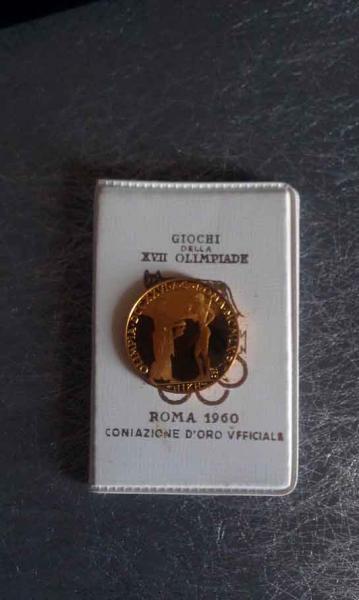 GIOCHI
DELLA
XVII OLIMPIADE
ROMA 1960
CONIAZIONE D'ORO VFFICIALE